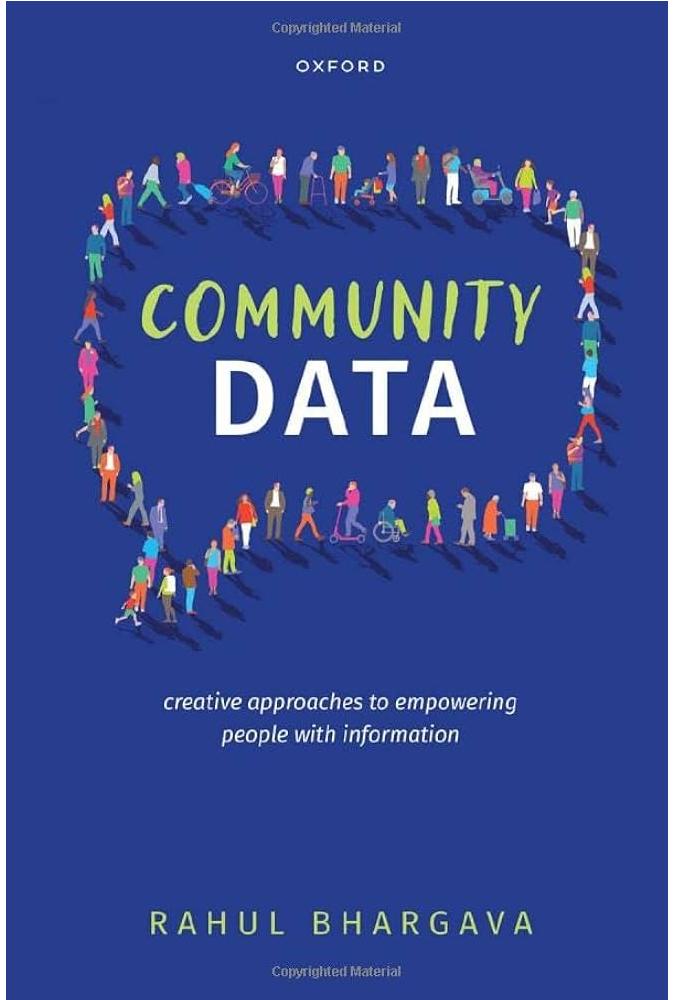 Copyrighted Material
OXFORD
COMMUNITY
DATA
creative approaches to empowering
people with information
RAHUL BHARGAVA
Copyrighted Material